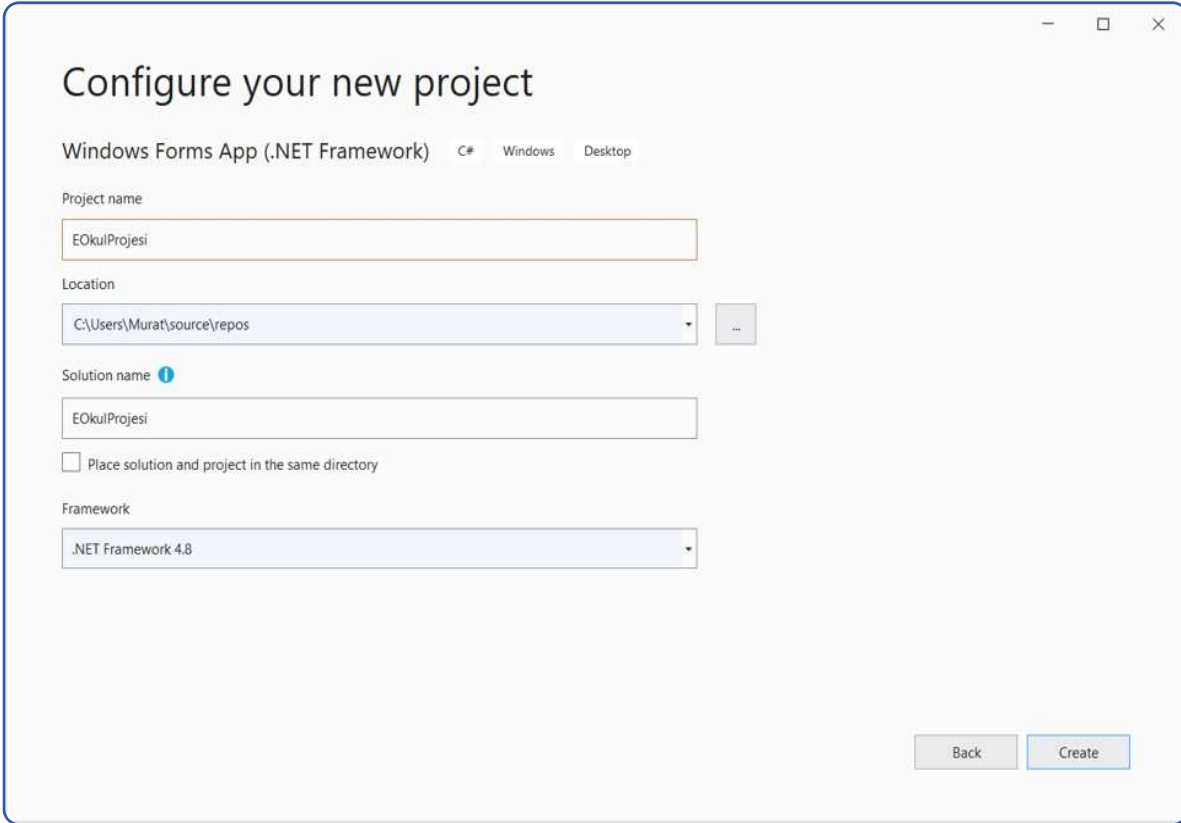 Configure your new project
Windows Forms App (.NET Framework) C# Windows Desktop
Project name
EOkulProjesi
Location
C:\Users\Murat\source\repos
...
Solution name
EOkulProjesi
Place solution and project in the same directory
Framework
.NET Framework 4.8
Back Create